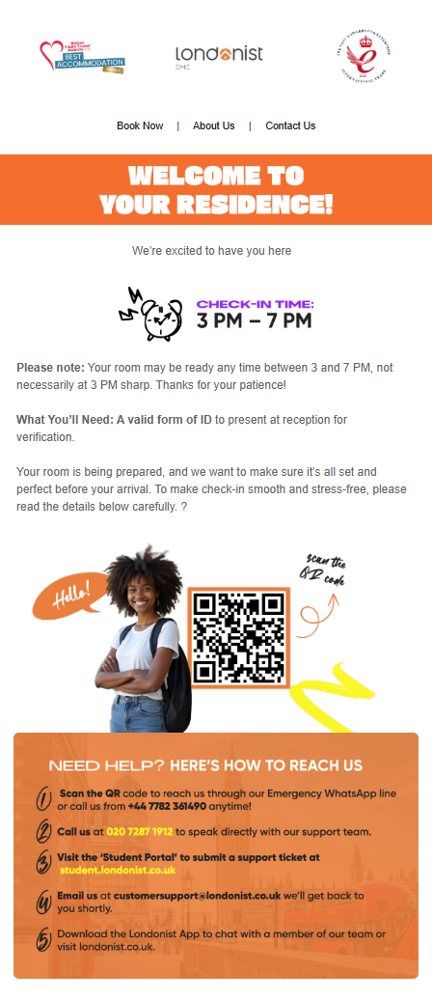 British
Youth Travel
Awards
BEST
ACCOMMODATION
londonist
DMC
Book Now | About Us | Contact Us
WELCOME TO
YOUR RESIDENCE!
We're excited to have you here
CHECK-IN TIME:
3 PM – 7 PM
Please note: Your room may be ready any time between 3 and 7 PM, not
necessarily at 3 PM sharp. Thanks for your patience!
What You'll Need: A valid form of ID to present at reception for
verification.
Your room is being prepared, and we want to make sure it's all set and
perfect before your arrival. To make check-in smooth and stress-free, please
read the details below carefully. ?
Hello!
scan the
QR code
NEED HELP? HERE'S HOW TO REACH US
1 Scan the QR code to reach us through our Emergency WhatsApp line
or call us from +44 7782 361490 anytime!
2 Call us at 020 7287 1912 to speak directly with our support team.
3 Visit the 'Student Portal' to submit a support ticket at
student.londonist.co.uk
4 Email us at customersupport@londonist.co.uk we'll get back to
you shortly.
5 Download the Londonist App to chat with a member of our team or
visit londonist.co.uk.